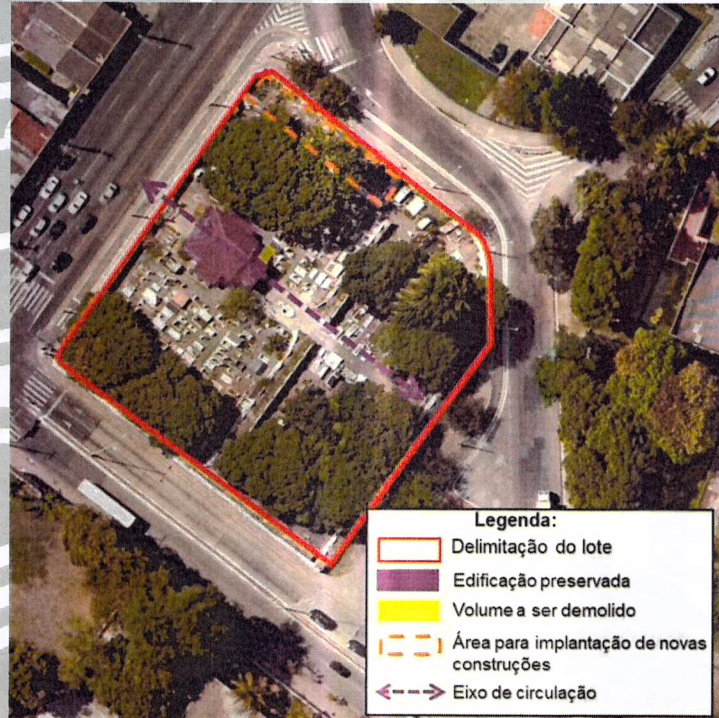 Legenda:
Delimitação do lote
Edificação preservada
Volume a ser demolido
Área para implantação de novas
construções
Eixo de circulação